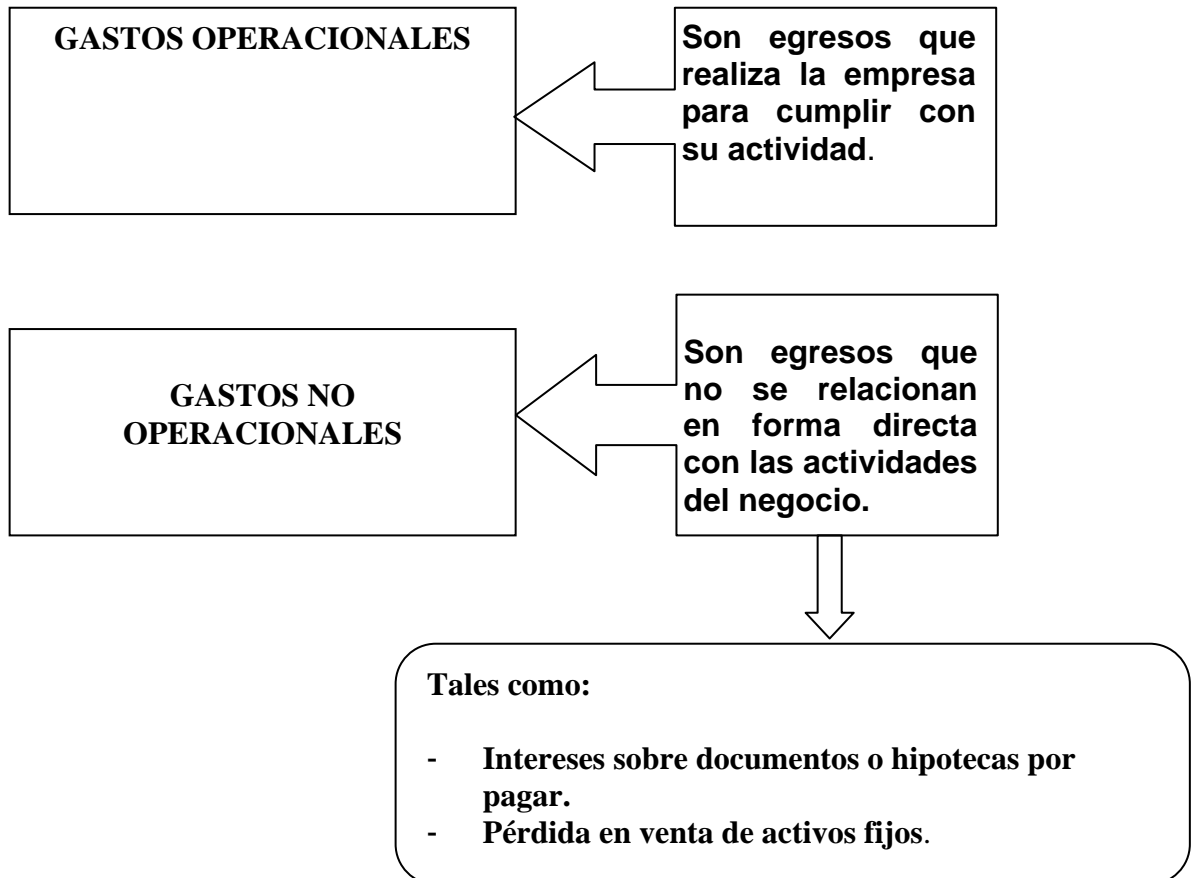 GASTOS OPERACIONALES
Son egresos que
realiza la empresa
para cumplir con
su actividad.
GASTOS NO
OPERACIONALES
Son egresos que
no se relacionan
en forma directa
con las actividades
del negocio.
Tales como:
- Intereses sobre documentos o hipotecas por
pagar.
- Pérdida en venta de activos fijos.